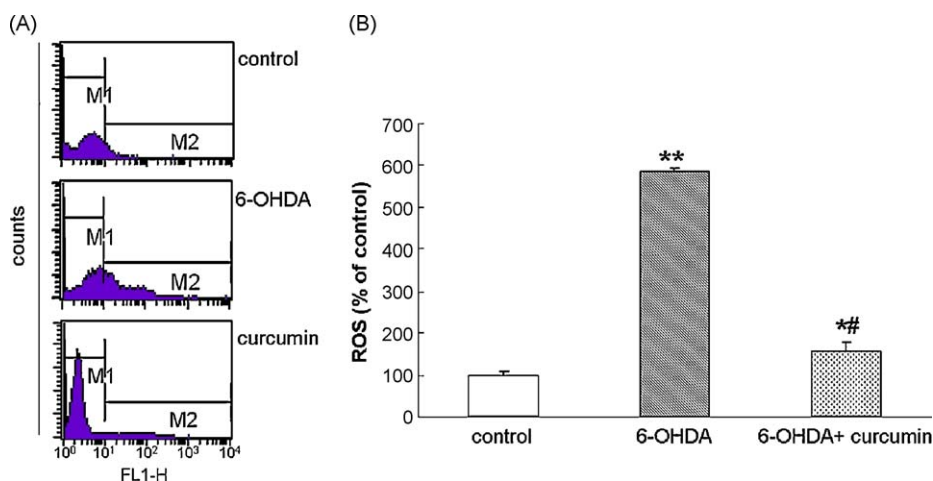 (A)
control
M1
M2
6-OHDA
M1
M2
curcumin
M1
M2
counts
10⁰ 10¹ 10² 10³ 10⁴
FL1-H
(B)
ROS (% of control)
700
600
500
400
300
200
100
0
**
*#
control 6-OHDA 6-OHDA+ curcumin